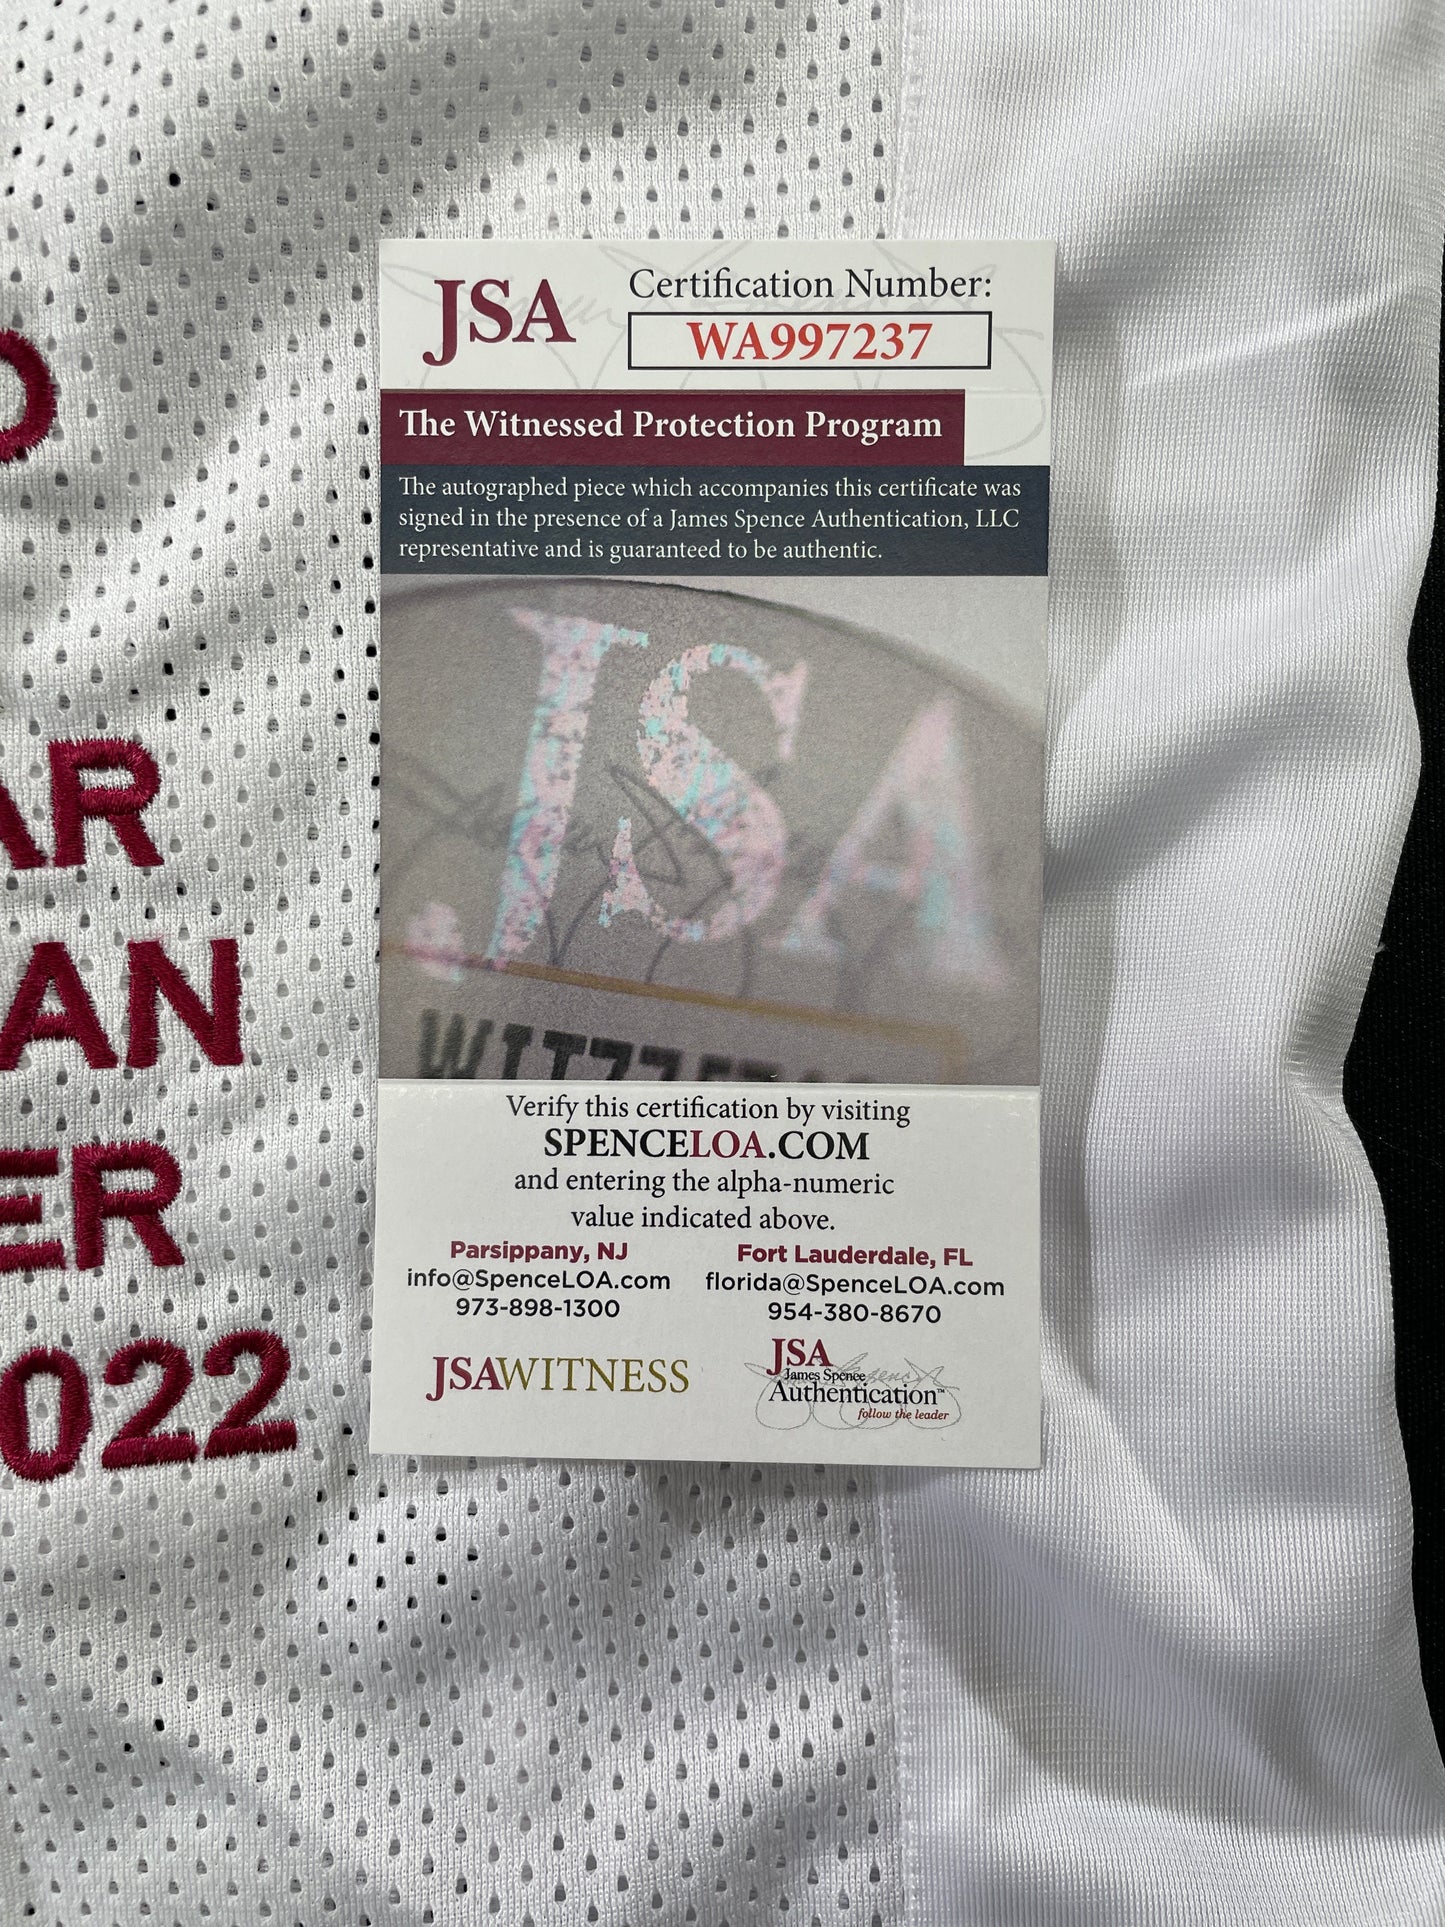 JSA
Certification Number:
WA997237
The Witnessed Protection Program
The autographed piece which accompanies this certificate was
signed in the presence of a James Spence Authentication, LLC
representative and is guaranteed to be authentic.
JSA
Verify this certification by visiting
SPENCELOA.COM
and entering the alpha-numeric
value indicated above.
Parsippany, NJ
info@SpenceLOA.com
973-898-1300
Fort Lauderdale, FL
florida@SpenceLOA.com
954-380-8670
JSAWITNESS
JSA
James Spence
Authentication™
follow the leader
AR
AN
ER
022